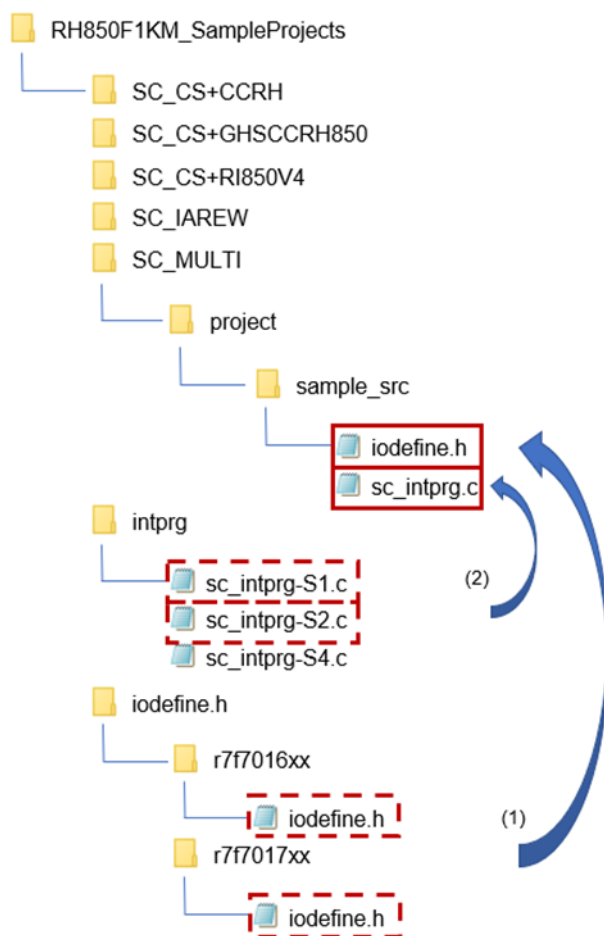 RH850F1KM_SampleProjects
SC_CS+CCRH
SC_CS+GHSCCRH850
SC_CS+RI850V4
SC_IAREW
SC_MULTI
project
sample_src
iodefine.h
sc_intprg.c
intprg
(2)
sc_intprg-S1.c
sc_intprg-S2.c
sc_intprg-S4.c
iodefine.h
r7f7016xx
iodefine.h
(1)
r7f7017xx
iodefine.h